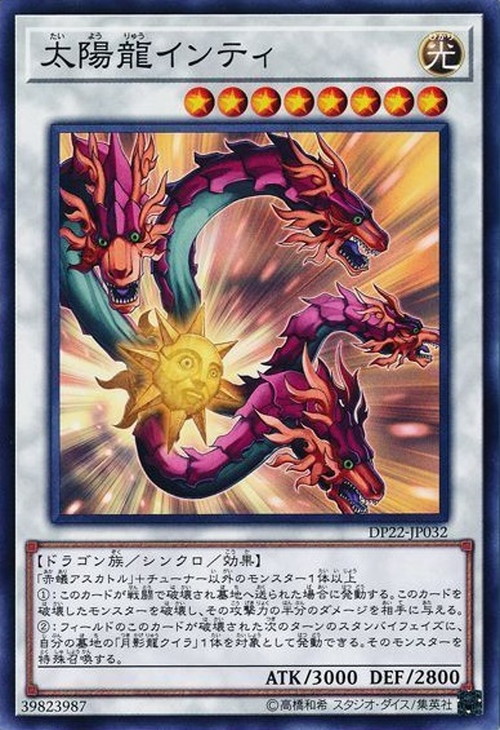 太陽龍インティ
光
DP22-JP032
【ドラゴン族／シンクロ／効果】
「赤蟻アスカトル」＋チューナー以外のモンスター１体以上
①：このカードが戦闘で破壊され墓地へ送られた場合に発動する。このカードを
破壊したモンスターを破壊し、その攻撃力の半分のダメージを相手に与える。
②：フィールドのこのカードが破壊された次のターンのスタンバイフェイズに、
自分の墓地の「月影龍クイラ」１体を対象として発動できる。そのモンスターを
特殊召喚する。
ATK/3000 DEF/2800
39823987
©高橋和希 スタジオ・ダイス/集英社